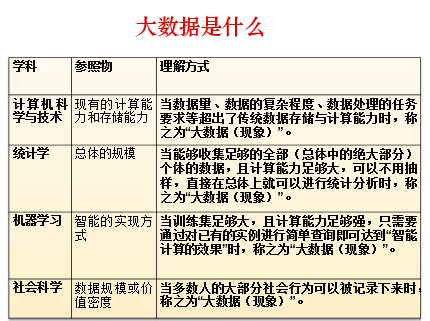 大数据是什么
学科 参照物 理解方式
计算机科 现有的计算能 当数据量、数据的复杂程度、数据处理的任务
学与技术 力和存储能力 要求等超出了传统数据存储与计算能力时，称
之为“大数据（现象）”。
统计学 总体的规模 当能够收集足够的全部（总体中的绝大部分）
个体的数据，且计算能力足够大，可以不用抽
样，直接在总体上就可以进行统计分析时，称
之为“大数据（现象）”。
机器学习 智能的实现方 当训练集足够大，且计算能力足够强，只需要
式 通过对已有的实例进行简单查询即可达到“智能
计算的效果”时，称之为“大数据（现象）”。
社会科学 数据规模或价 当多数人的大部分社会行为可以被记录下来时，
值密度 称之为“大数据（现象）”。